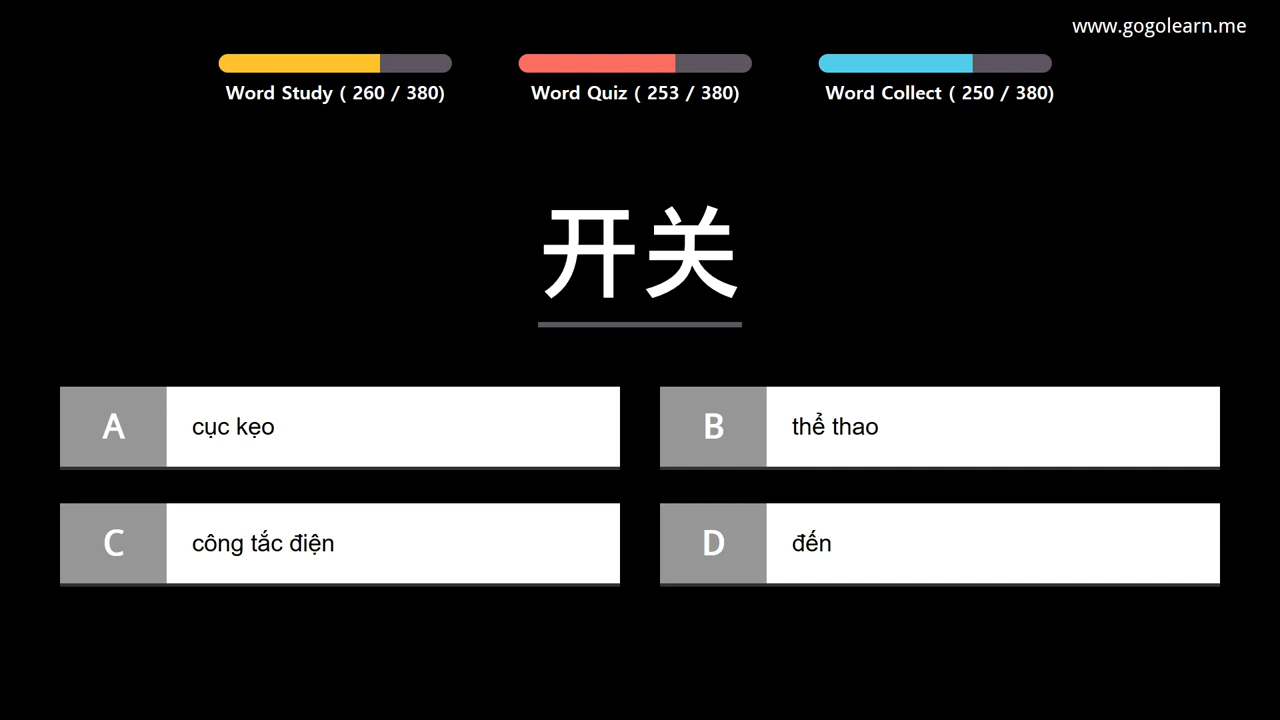 www.gogolearn.me
Word Study ( 260 / 380)
Word Quiz ( 253 / 380)
Word Collect ( 250 / 380)
开关
A
cục kẹo
B
thể thao
C
công tắc điện
D
đến